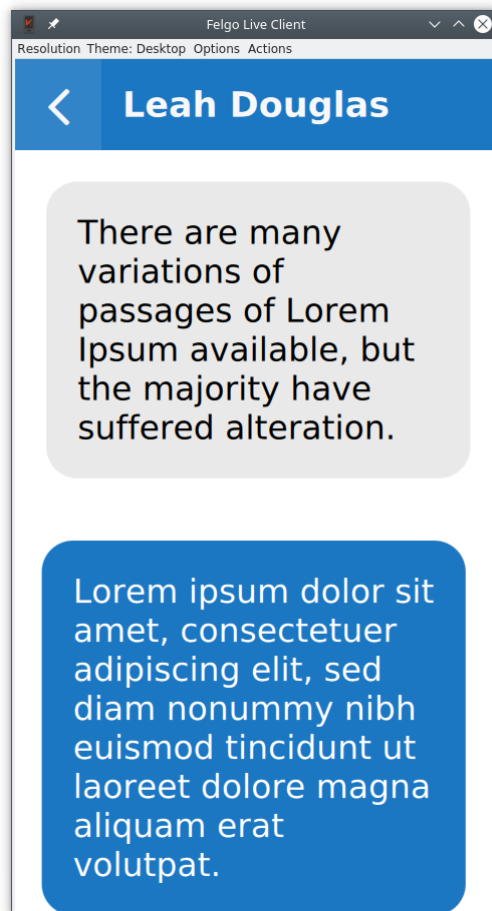 Felgo Live Client
Resolution Theme: Desktop Options Actions
Leah Douglas
There are many
variations of
passages of Lorem
Ipsum available, but
the majority have
suffered alteration.
Lorem ipsum dolor sit
amet, consectetuer
adipiscing elit, sed
diam nonummy nibh
euismod tincidunt ut
laoreet dolore magna
aliquam erat
volutpat.